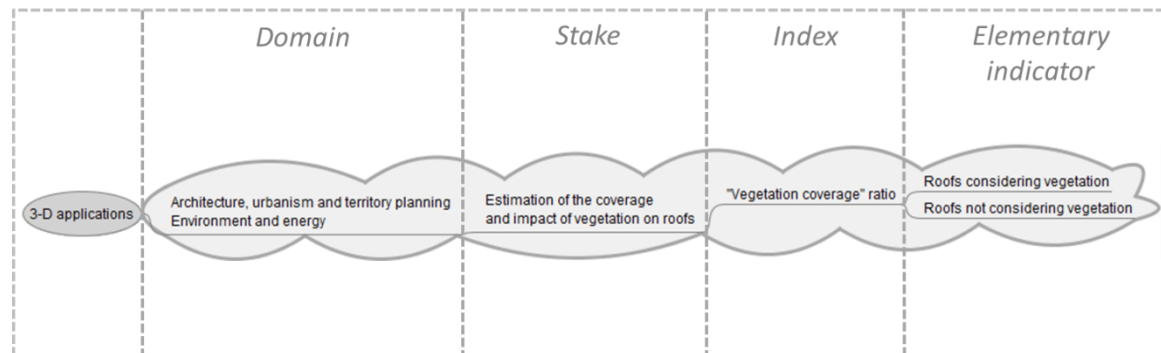 Domain
Stake
Index
Elementary
indicator
3-D applications
Architecture, urbanism and territory planning
Environment and energy
Estimation of the coverage
and impact of vegetation on roofs
"Vegetation coverage" ratio
Roofs considering vegetation
Roofs not considering vegetation